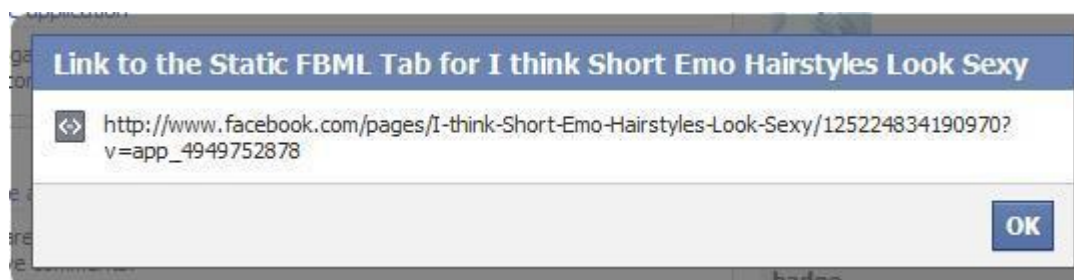 application
Link to the Static FBML Tab for I think Short Emo Hairstyles Look Sexy
http://www.facebook.com/pages/I-think-Short-Emo-Hairstyles-Look-Sexy/125224834190970?
v=app_4949752878
OK